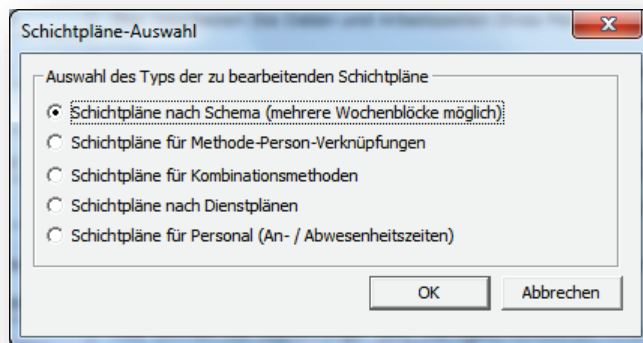 Schichtpläne-Auswahl
Auswahl des Typs der zu bearbeitenden Schichtpläne
Schichtpläne nach Schema (mehrere Wochenblöcke möglich)
Schichtpläne für Methode-Person-Verknüpfungen
Schichtpläne für Kombinationsmethoden
Schichtpläne nach Dienstplänen
Schichtpläne für Personal (An- / Abwesenheitszeiten)
OK Abbrechen